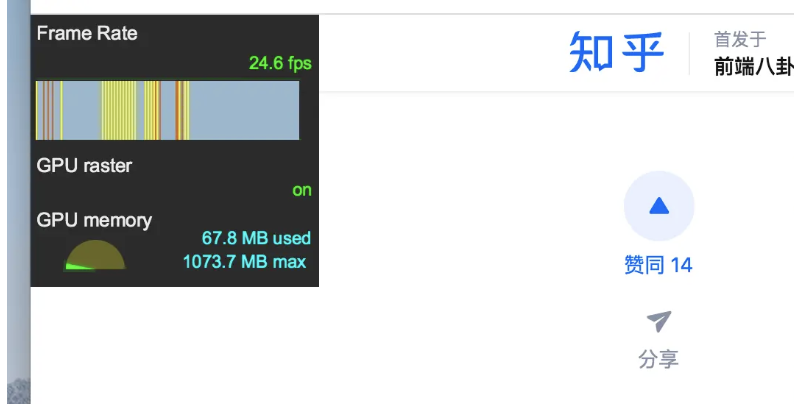 Frame Rate
24.6 fps
GPU raster
on
GPU memory
67.8 MB used
1073.7 MB max
知乎
首发于
前端八卦
赞同 14
分享